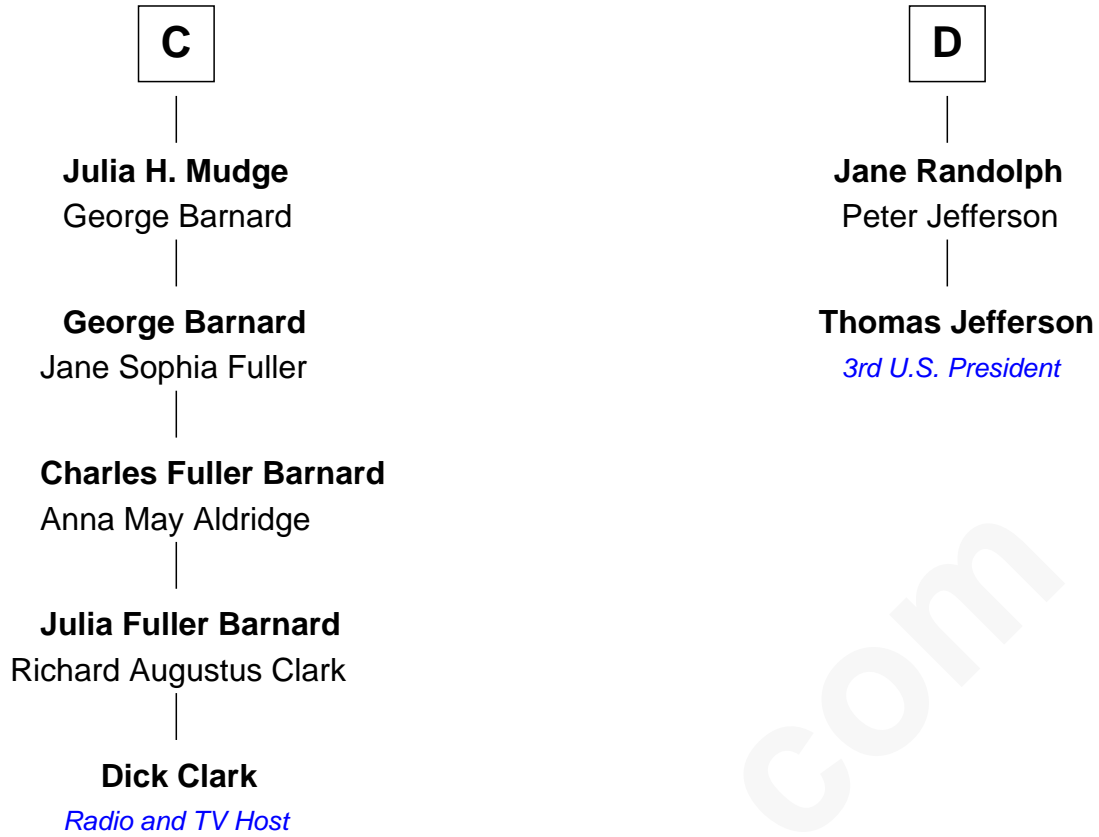 C
Julia H. Mudge
George Barnard
George Barnard
Jane Sophia Fuller
Charles Fuller Barnard
Anna May Aldridge
Julia Fuller Barnard
Richard Augustus Clark
Dick Clark
Radio and TV Host
D
Jane Randolph
Peter Jefferson
Thomas Jefferson
3rd U.S. President
com